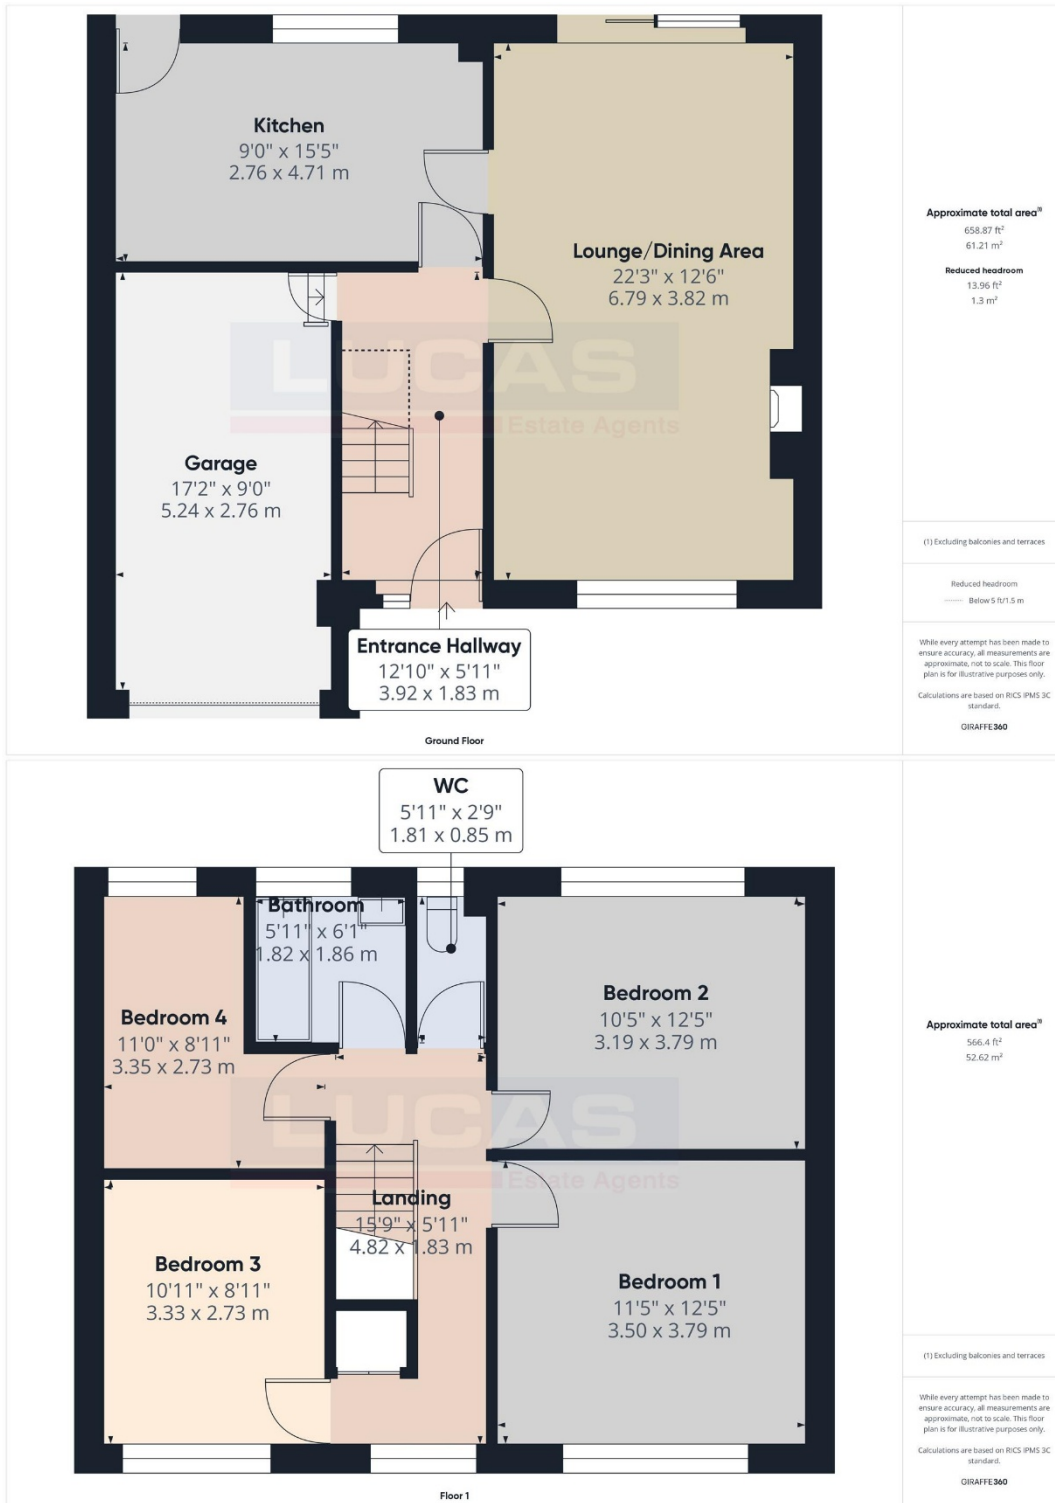 Kitchen
9'0" x 15'5"
2.76 x 4.71 m
Lounge/Dining Area
22'3" x 12'6"
6.79 x 3.82 m
LUCAS
Estate Agents
Garage
17'2" x 9'0"
5.24 x 2.76 m
Entrance Hallway
12'10" x 5'11"
3.92 x 1.83 m
Ground Floor
Approximate total area⁽¹⁾
658.87 ft²
61.21 m²
Reduced headroom
13.96 ft²
1.3 m²
(1) Excluding balconies and terraces
Reduced headroom
Below 5 ft/1.5 m
While every attempt has been made to
ensure accuracy, all measurements are
approximate, not to scale. This floor
plan is for illustrative purposes only.
Calculations are based on RICS IPMS 3C
standard.
GIRAFFE360
WC
5'11" x 2'9"
1.81 x 0.85 m
Bathroom
5'11" x 6'1"
1.82 x 1.86 m
Bedroom 2
10'5" x 12'5"
3.19 x 3.79 m
Bedroom 4
11'0" x 8'11"
3.35 x 2.73 m
LUCAS
Estate Agents
Landing
15'9" x 5'11"
4.82 x 1.83 m
Bedroom 3
10'11" x 8'11"
3.33 x 2.73 m
Bedroom 1
11'5" x 12'5"
3.50 x 3.79 m
Floor 1
Approximate total area⁽¹⁾
566.4 ft²
52.62 m²
(1) Excluding balconies and terraces
While every attempt has been made to
ensure accuracy, all measurements are
approximate, not to scale. This floor
plan is for illustrative purposes only.
Calculations are based on RICS IPMS 3C
standard.
GIRAFFE360